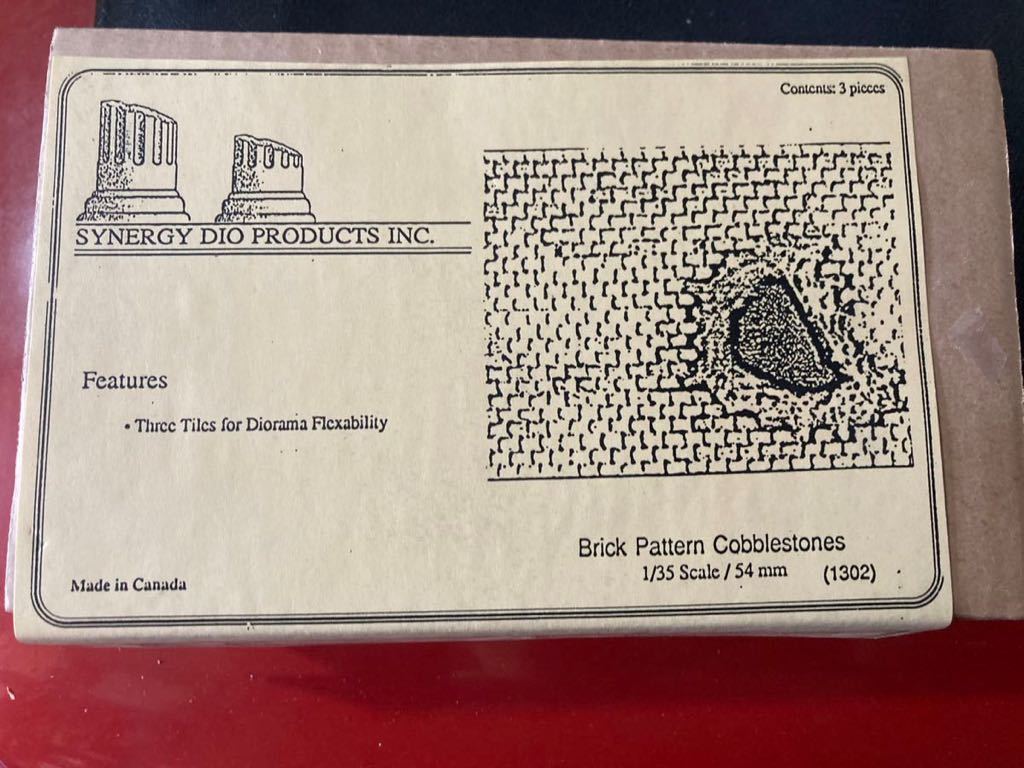 Contents: 3 pieces
SYNERGY DIO PRODUCTS INC.
Features
• Three Tiles for Diorama Flexability
Brick Pattern Cobblestones
1/35 Scale / 54 mm (1302)
Made in Canada